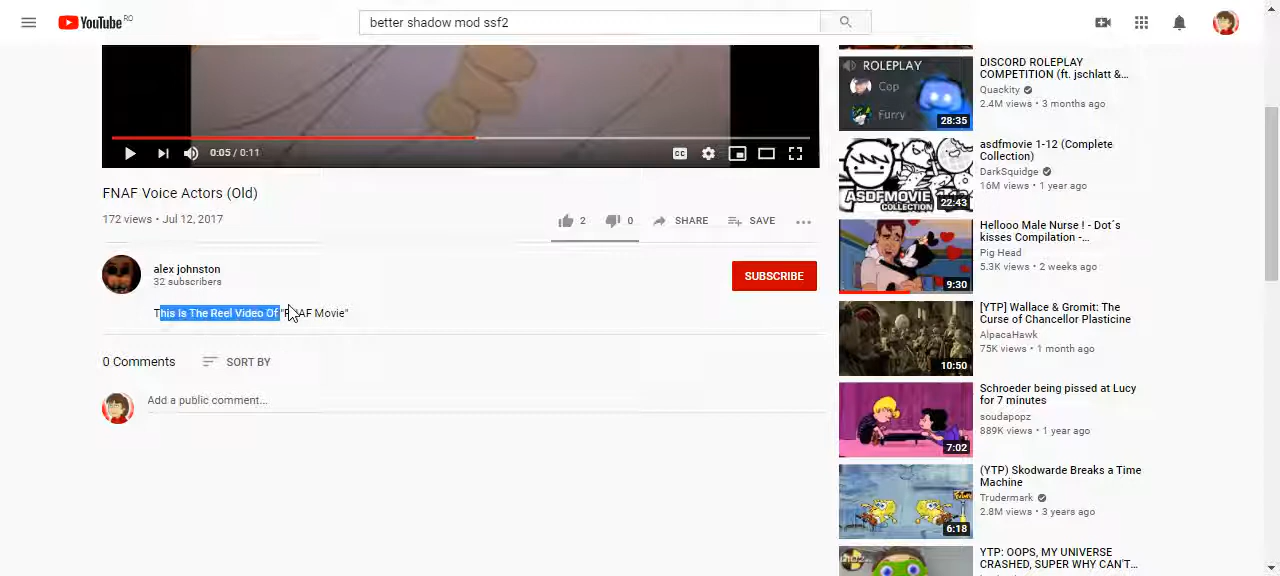 YouTube RO
better shadow mod ssf2
0:05 / 0:11
CC
FNAF Voice Actors (Old)
172 views • Jul 12, 2017
2
0
SHARE
SAVE
alex johnston
32 subscribers
SUBSCRIBE
This Is The Reel Video Of "FNAF Movie"
0 Comments
SORT BY
Add a public comment...
ROLEPLAY
Cop
Furry
28:35
DISCORD ROLEPLAY
COMPETITION (ft. jschlatt &...
Quackity
2.4M views • 3 months ago
ASDFMOVIE
COLLECTION
22:43
asdfmovie 1-12 (Complete
Collection)
DarkSquidge
16M views • 1 year ago
9:30
Hellooo Male Nurse ! - Dot´s
kisses Compilation -...
Pig Head
5.3K views • 2 weeks ago
10:50
[YTP] Wallace & Gromit: The
Curse of Chancellor Plasticine
AlpacaHawk
75K views • 1 month ago
7:02
Schroeder being pissed at Lucy
for 7 minutes
soudapopz
889K views • 1 year ago
6:18
(YTP) Skodwarde Breaks a Time
Machine
Trudermark
2.8M views • 3 years ago
YTP: OOPS, MY UNIVERSE
CRASHED, SUPER WHY CAN'T...